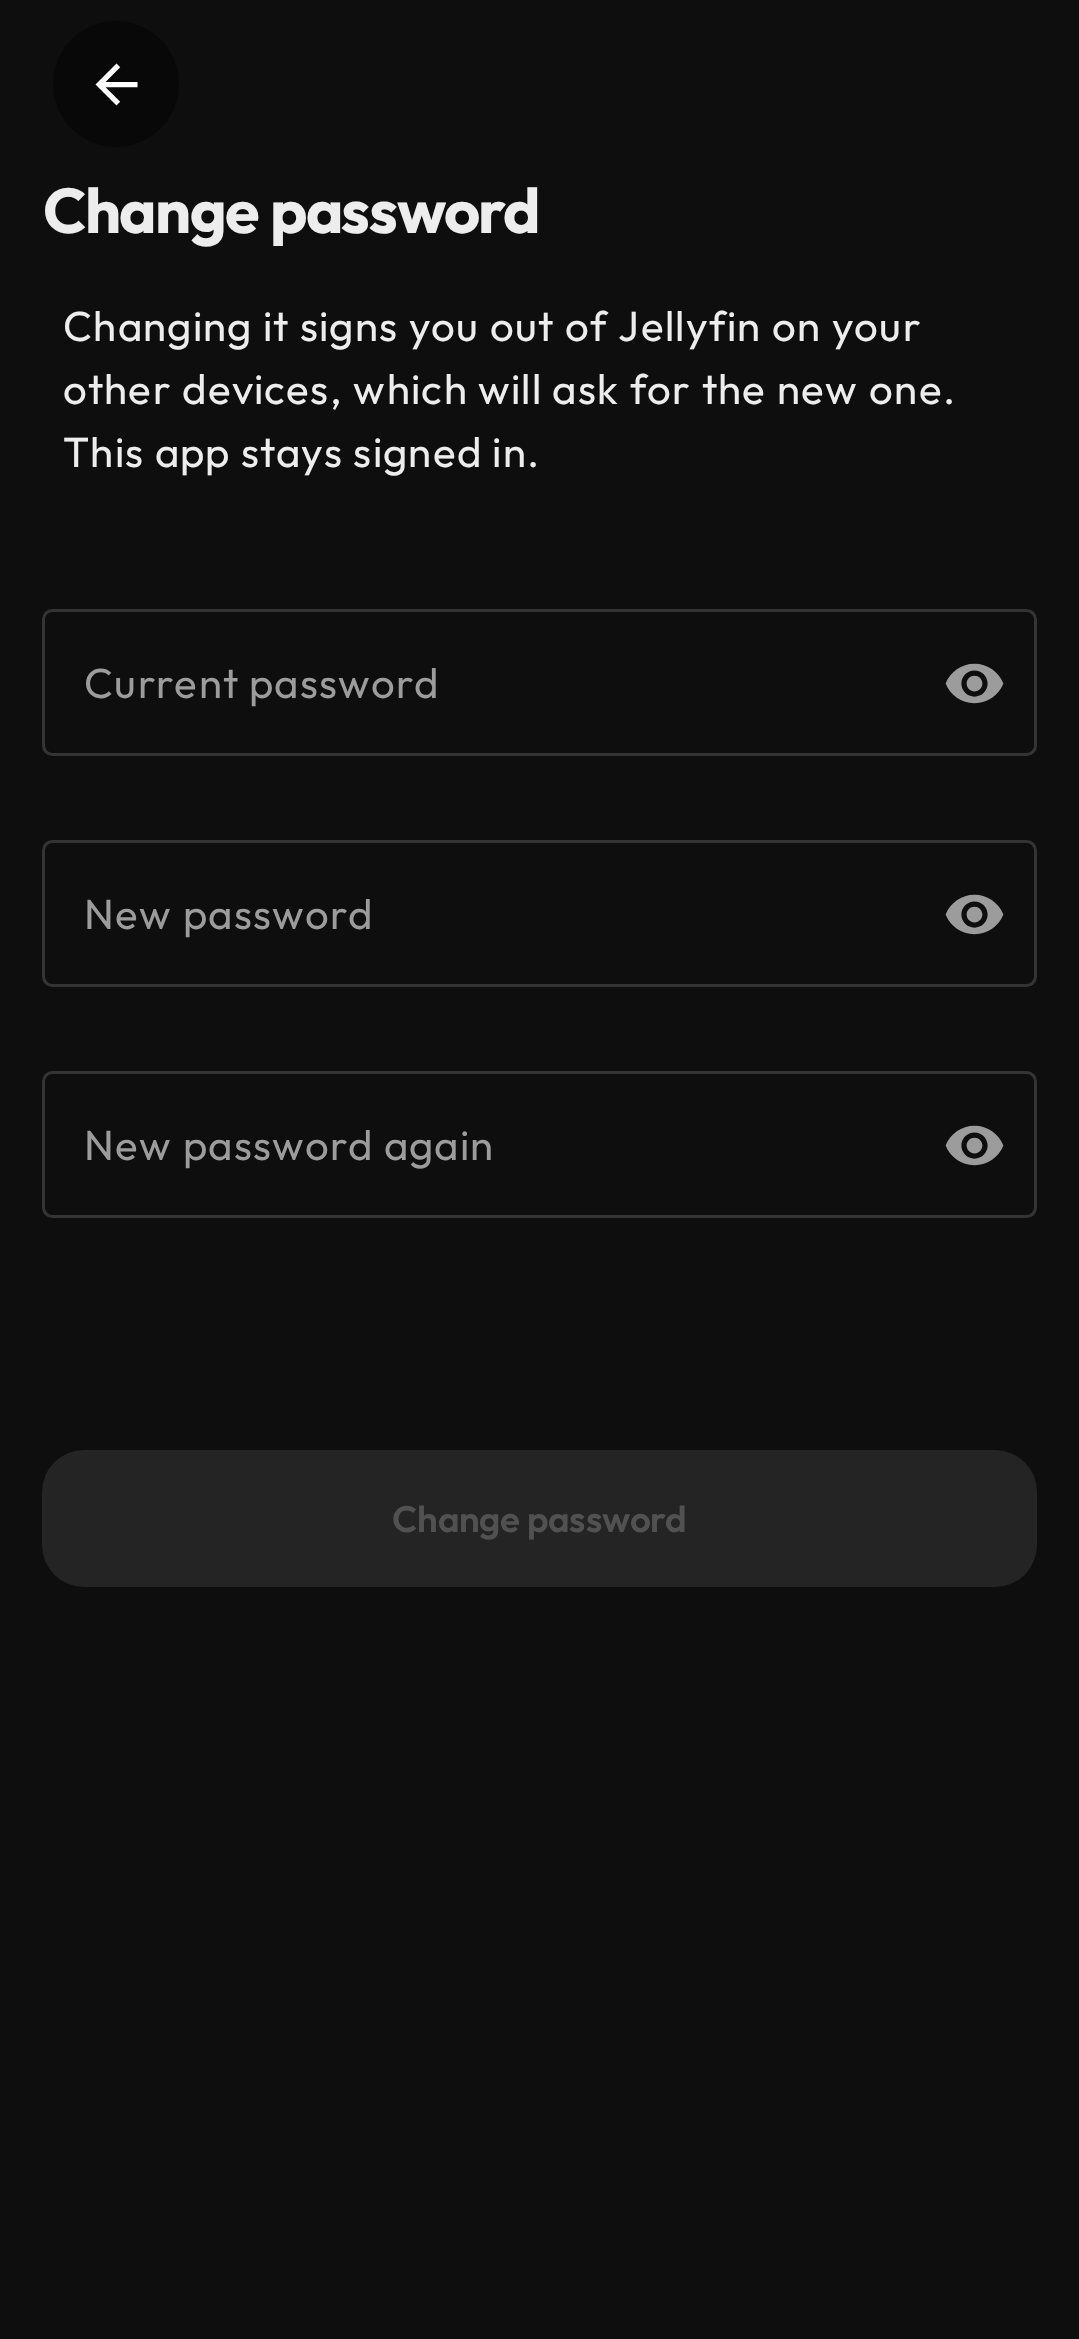 Change password
Changing it signs you out of Jellyfin on your
other devices, which will ask for the new one.
This app stays signed in.
Current password
New password
New password again
Change password